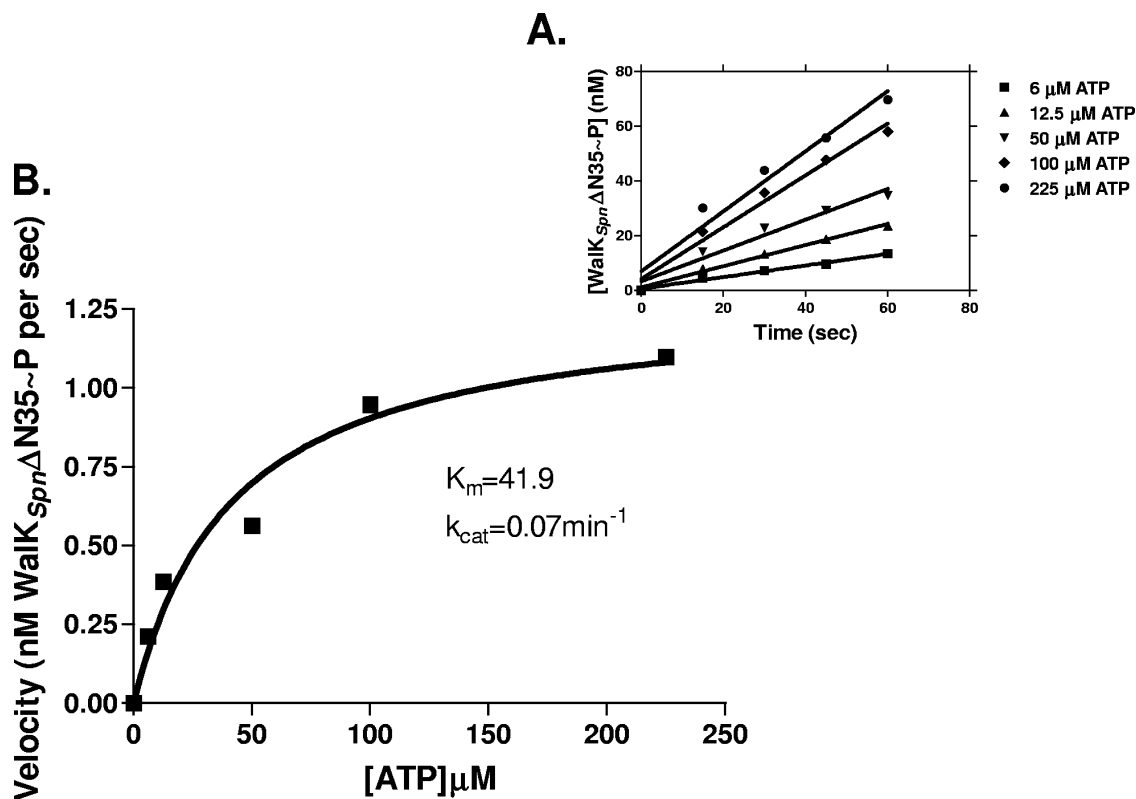 A.
[WalKSpnΔN35~P] (nM)
80
60
40
20
0
0 20 40 60 80
Time (sec)
6 μM ATP
12.5 μM ATP
50 μM ATP
100 μM ATP
225 μM ATP
B.
Velocity (nM WalKSpnΔN35~P per sec)
1.25
1.00
0.75
0.50
0.25
0.00
Km=41.9
kcat=0.07min-1
0 50 100 150 200 250
[ATP]μM